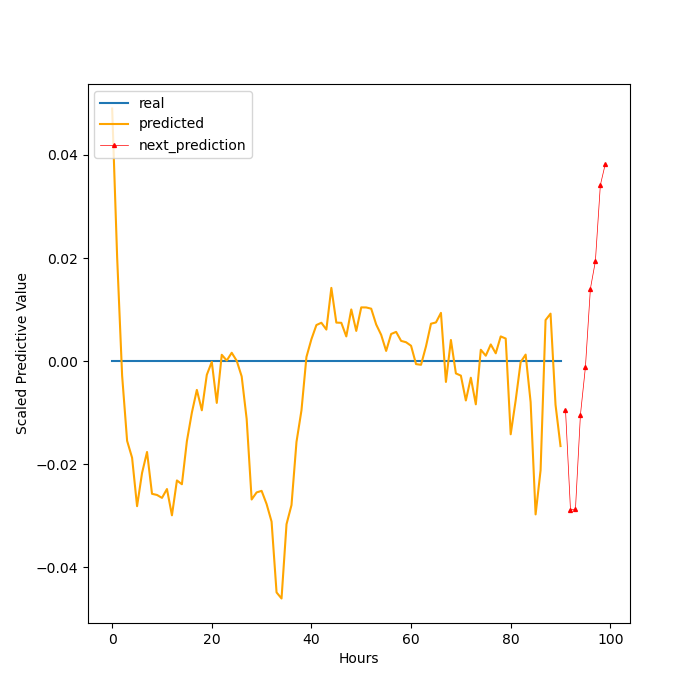 real
predicted
next_prediction
0.04
0.02
0.00
−0.02
−0.04
Scaled Predictive Value
0 20 40 60 80 100
Hours